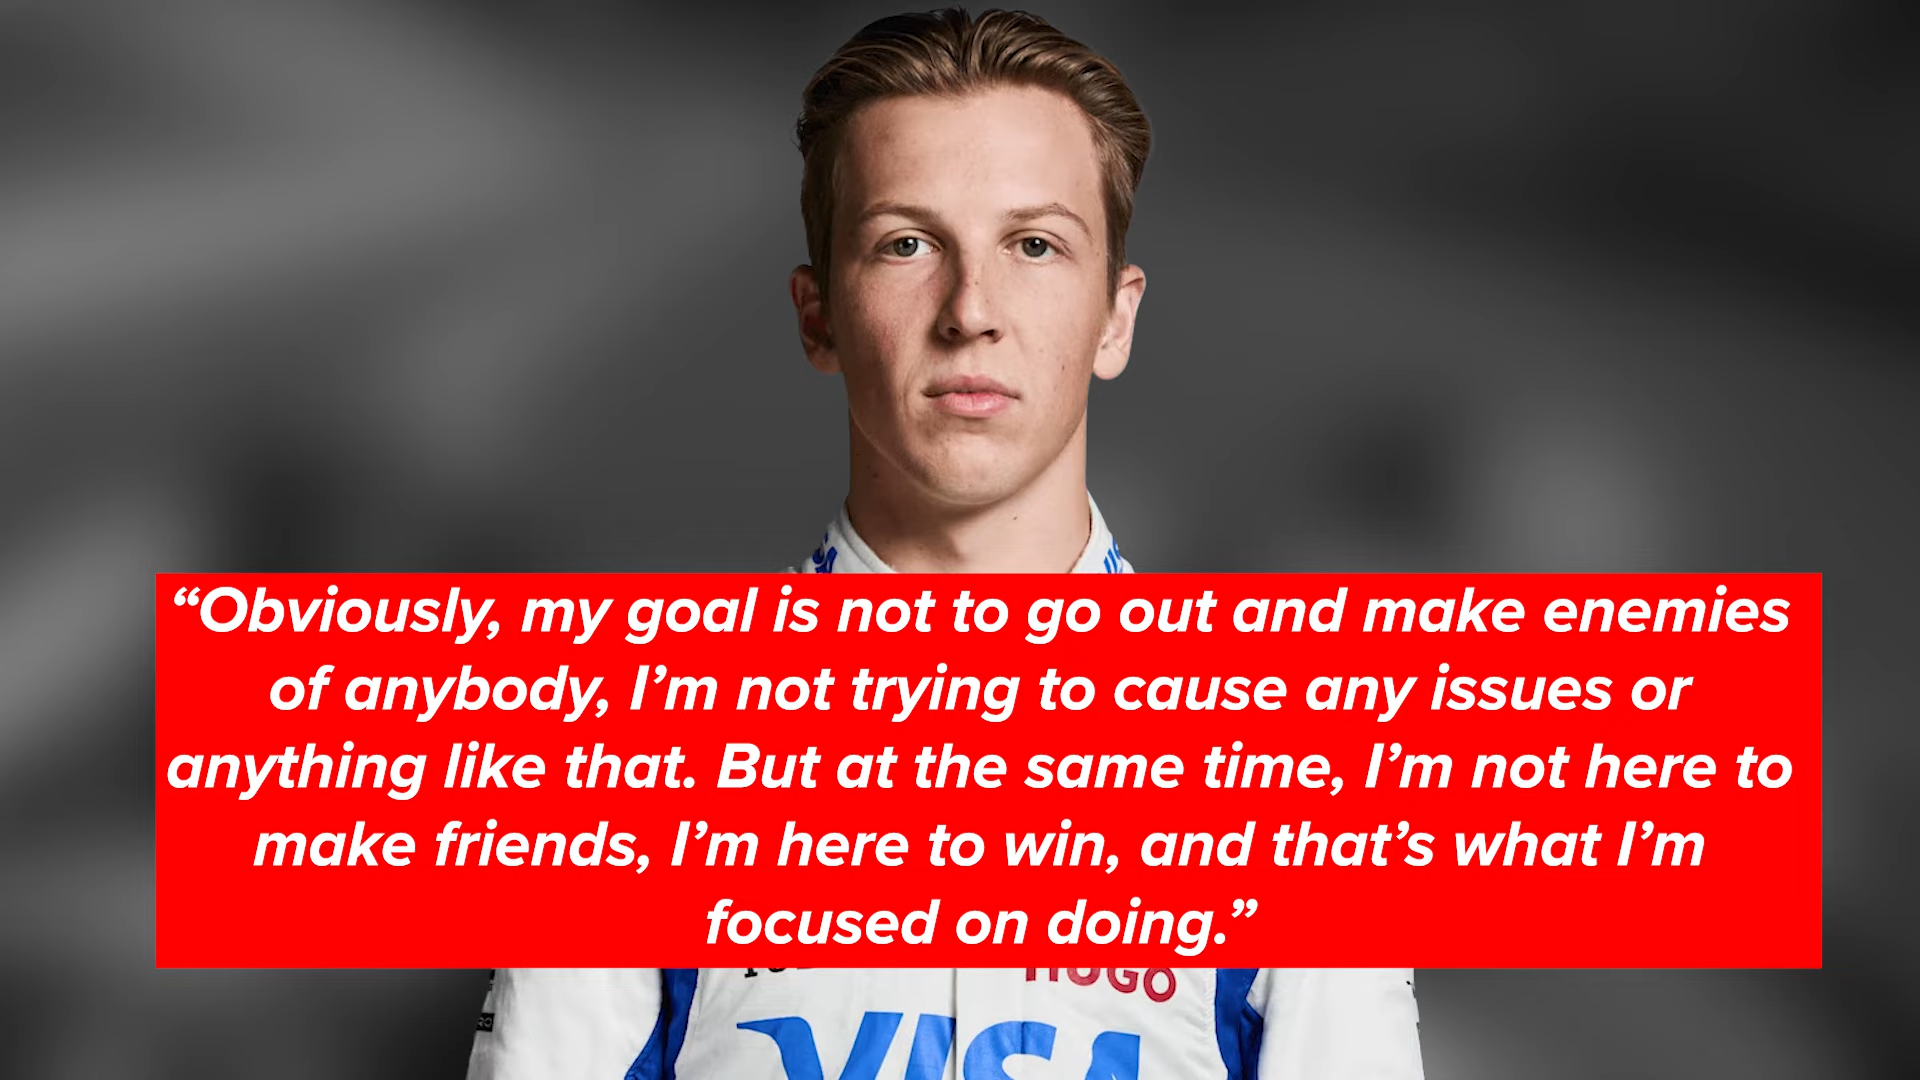 “Obviously, my goal is not to go out and make enemies
of anybody, I’m not trying to cause any issues or
anything like that. But at the same time, I’m not here to
make friends, I’m here to win, and that’s what I’m
focused on doing.”
HUGO
VISA